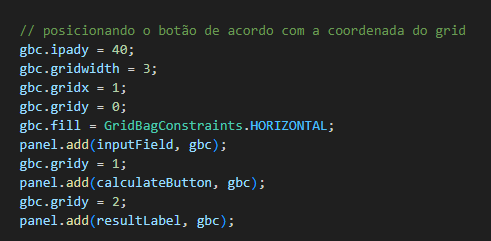 // posicionando o botão de acordo com a coordenada do grid
gbc.ipady = 40;
gbc.gridwidth = 3;
gbc.gridx = 1;
gbc.gridy = 0;
gbc.fill = GridBagConstraints.HORIZONTAL;
panel.add(inputField, gbc);
gbc.gridy = 1;
panel.add(calculateButton, gbc);
gbc.gridy = 2;
panel.add(resultLabel, gbc);